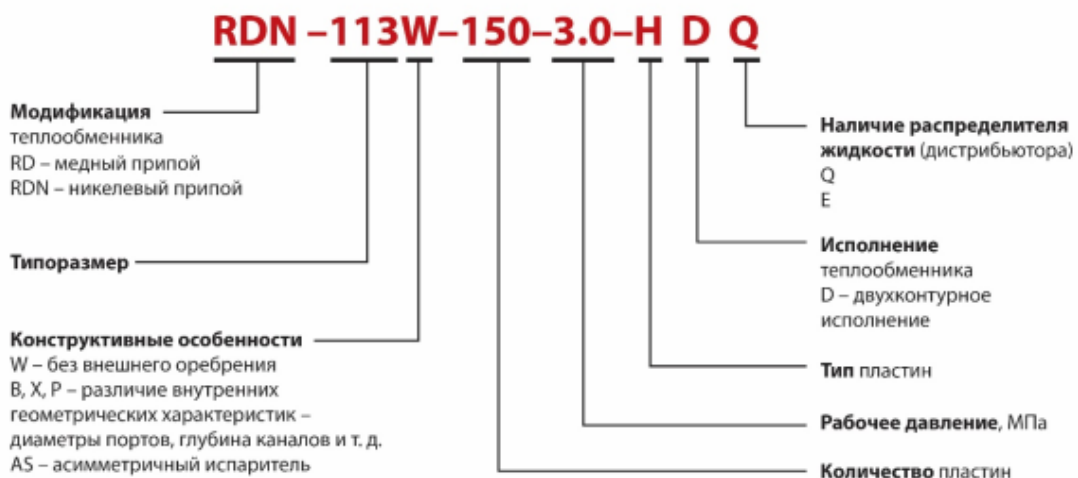 RDN –113W–150–3.0–H D Q
Модификация
теплообменника
RD – медный припой
RDN – никелевый припой
Типоразмер
Конструктивные особенности
W – без внешнего оребрения
B, X, P – различие внутренних
геометрических характеристик –
диаметры портов, глубина каналов и т. д.
AS – асимметричный испаритель
Наличие распределителя
жидкости (дистрибьютора)
Q
E
Исполнение
теплообменника
D – двухконтурное
исполнение
Тип пластин
Рабочее давление, МПа
Количество пластин